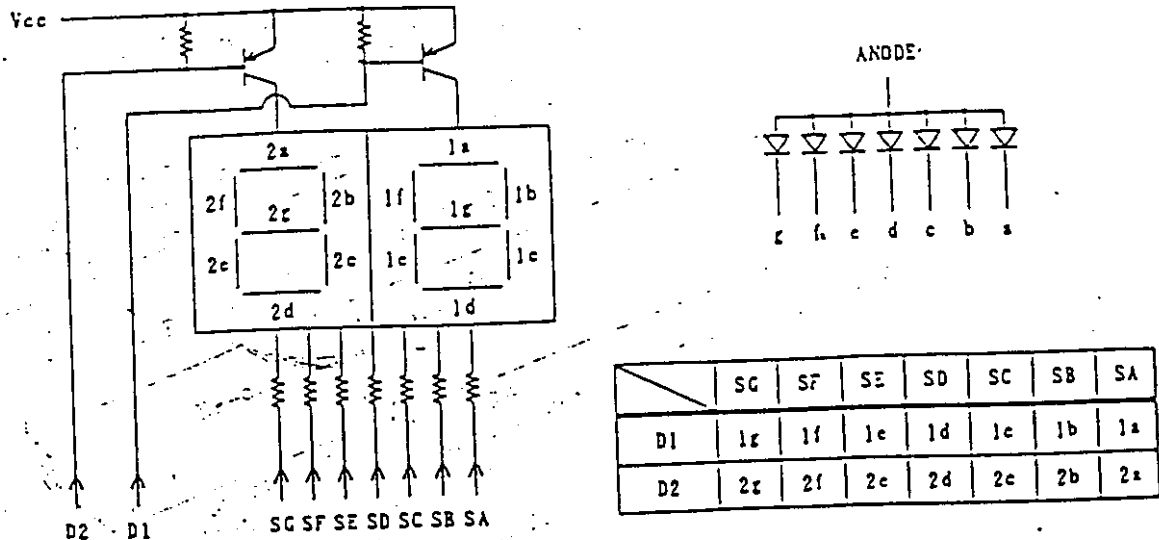 Vcc
ANODE
2a 1a
2f 2b 1f 1b
2g 1g
2e 2c 1e 1c
2d 1d
g f e d c b a
SG SF SE SD SC SB SA
D1 1g 1f 1e 1d 1c 1b 1a
D2 2g 2f 2e 2d 2c 2b 2a
D2 D1 SG SF SE SD SC SB SA